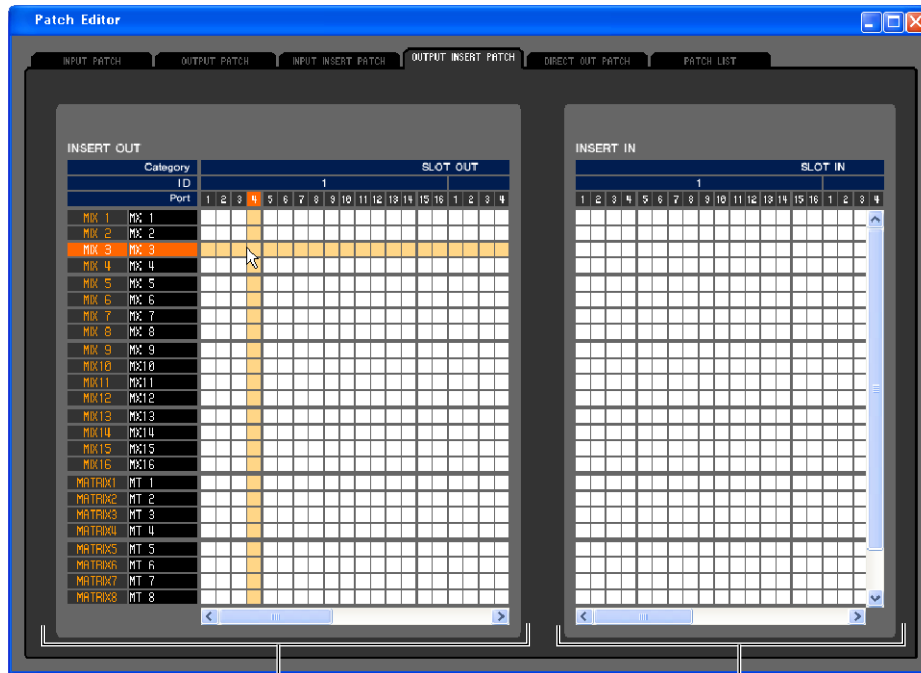 Patch Editor
INPUT PATCH OUTPUT PATCH INPUT INSERT PATCH OUTPUT INSERT PATCH DIRECT OUT PATCH PATCH LIST
INSERT OUT
Category SLOT OUT
ID 1
Port 1 2 3 4 5 6 7 8 9 10 11 12 13 14 15 16 1 2 3 4
MIX 1 MX 1
MIX 2 MX 2
MIX 3 MX 3
MIX 4 MX 4
MIX 5 MX 5
MIX 6 MX 6
MIX 7 MX 7
MIX 8 MX 8
MIX 9 MX 9
MIX10 MX10
MIX11 MX11
MIX12 MX12
MIX13 MX13
MIX14 MX14
MIX15 MX15
MIX16 MX16
MATRIX1 MT 1
MATRIX2 MT 2
MATRIX3 MT 3
MATRIX4 MT 4
MATRIX5 MT 5
MATRIX6 MT 6
MATRIX7 MT 7
MATRIX8 MT 8
INSERT IN
SLOT IN
1
1 2 3 4 5 6 7 8 9 10 11 12 13 14 15 16 1 2 3 4